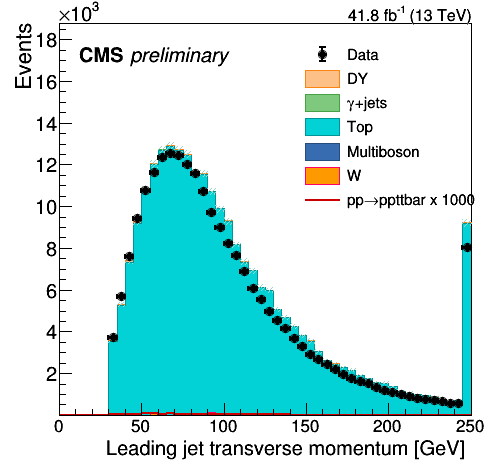 ×10³
41.8 fb⁻¹ (13 TeV)
Events
CMS preliminary
Data
DY
γ+jets
Top
Multiboson
W
pp→ppttbar x 1000
18
16
14
12
10
8
6
4
2
0 50 100 150 200 250
Leading jet transverse momentum [GeV]